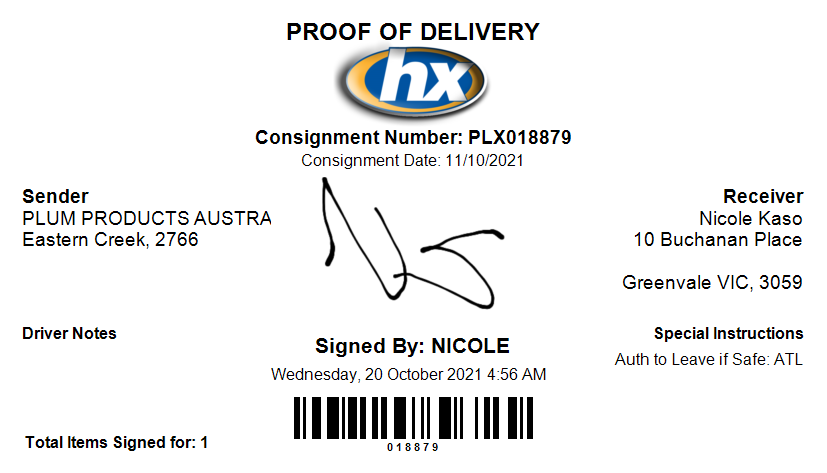 PROOF OF DELIVERY
hx
Consignment Number: PLX018879
Consignment Date: 11/10/2021
Sender
PLUM PRODUCTS AUSTRA
Eastern Creek, 2766
Receiver
Nicole Kaso
10 Buchanan Place
Greenvale VIC, 3059
Driver Notes
Signed By: NICOLE
Wednesday, 20 October 2021 4:56 AM
Special Instructions
Auth to Leave if Safe: ATL
Total Items Signed for: 1
018879